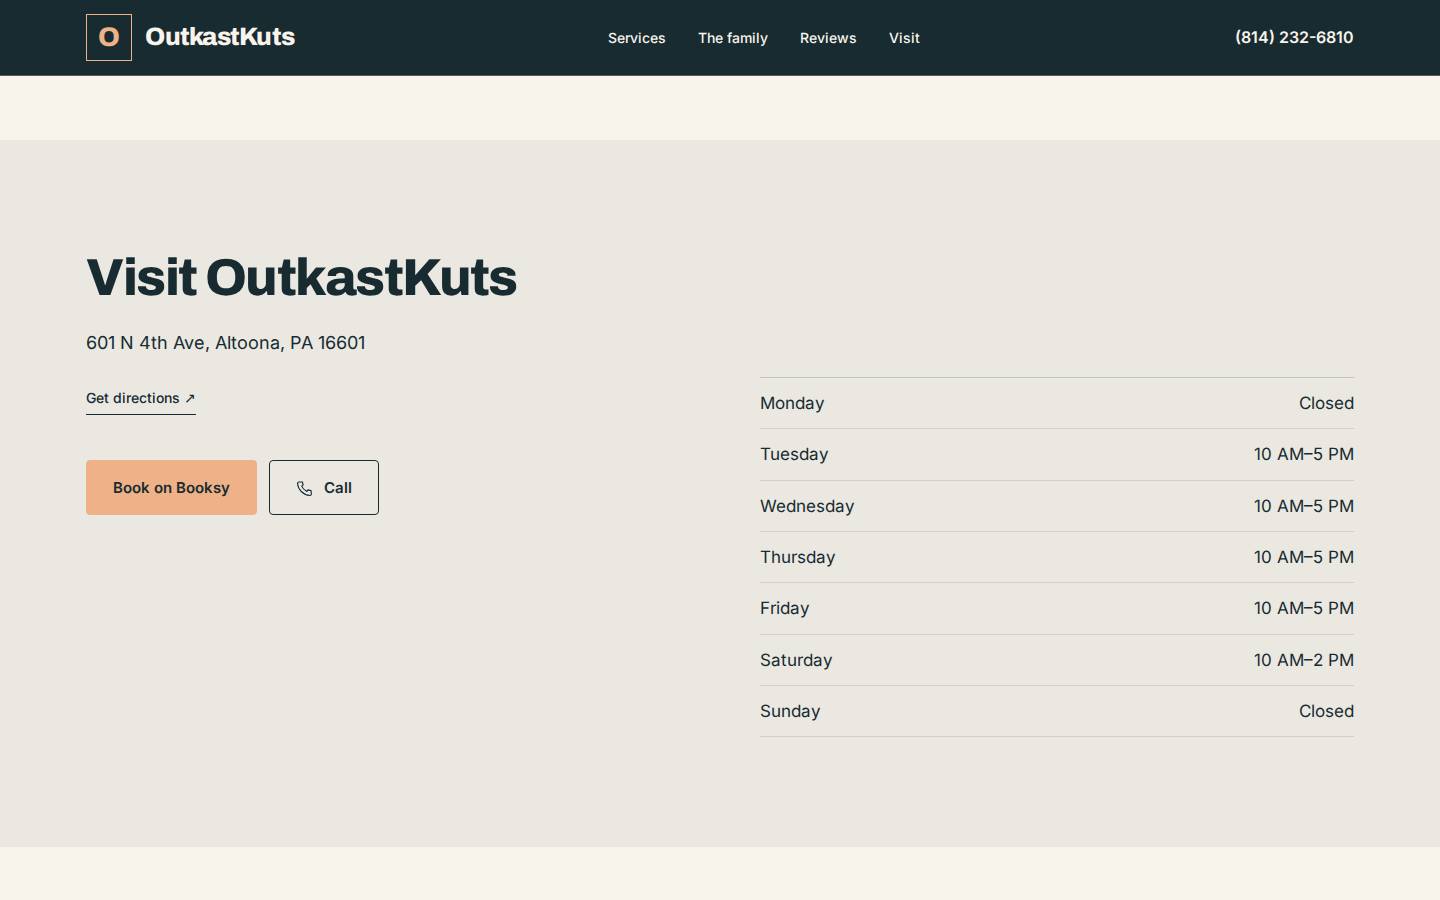 O OutkastKuts
Services The family Reviews Visit
(814) 232-6810
Visit OutkastKuts
601 N 4th Ave, Altoona, PA 16601
Get directions ↗
Book on Booksy
Call
Monday Closed
Tuesday 10 AM–5 PM
Wednesday 10 AM–5 PM
Thursday 10 AM–5 PM
Friday 10 AM–5 PM
Saturday 10 AM–2 PM
Sunday Closed